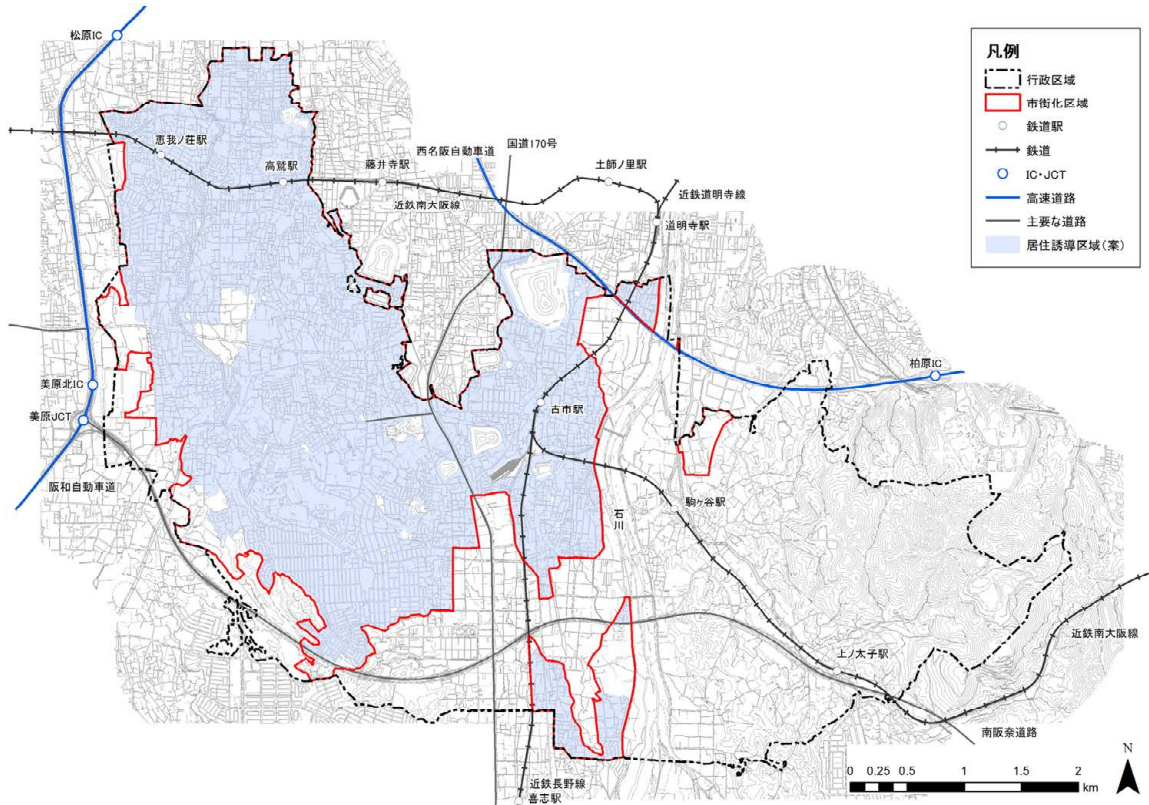 松原IC
恵我ノ荘駅
高鷲駅
藤井寺駅
近鉄南大阪線
西名阪自動車道
国道170号
土師ノ里駅
近鉄道明寺線
道明寺駅
美原北IC
美原JCT
阪和自動車道
古市駅
柏原IC
駒ヶ谷駅
石川
上ノ太子駅
近鉄南大阪線
南阪奈道路
近鉄長野線
喜志駅
凡例
行政区域
市街化区域
鉄道駅
鉄道
IC・JCT
高速道路
主要な道路
居住誘導区域(案)
0 0.25 0.5 1 1.5 2
km
N